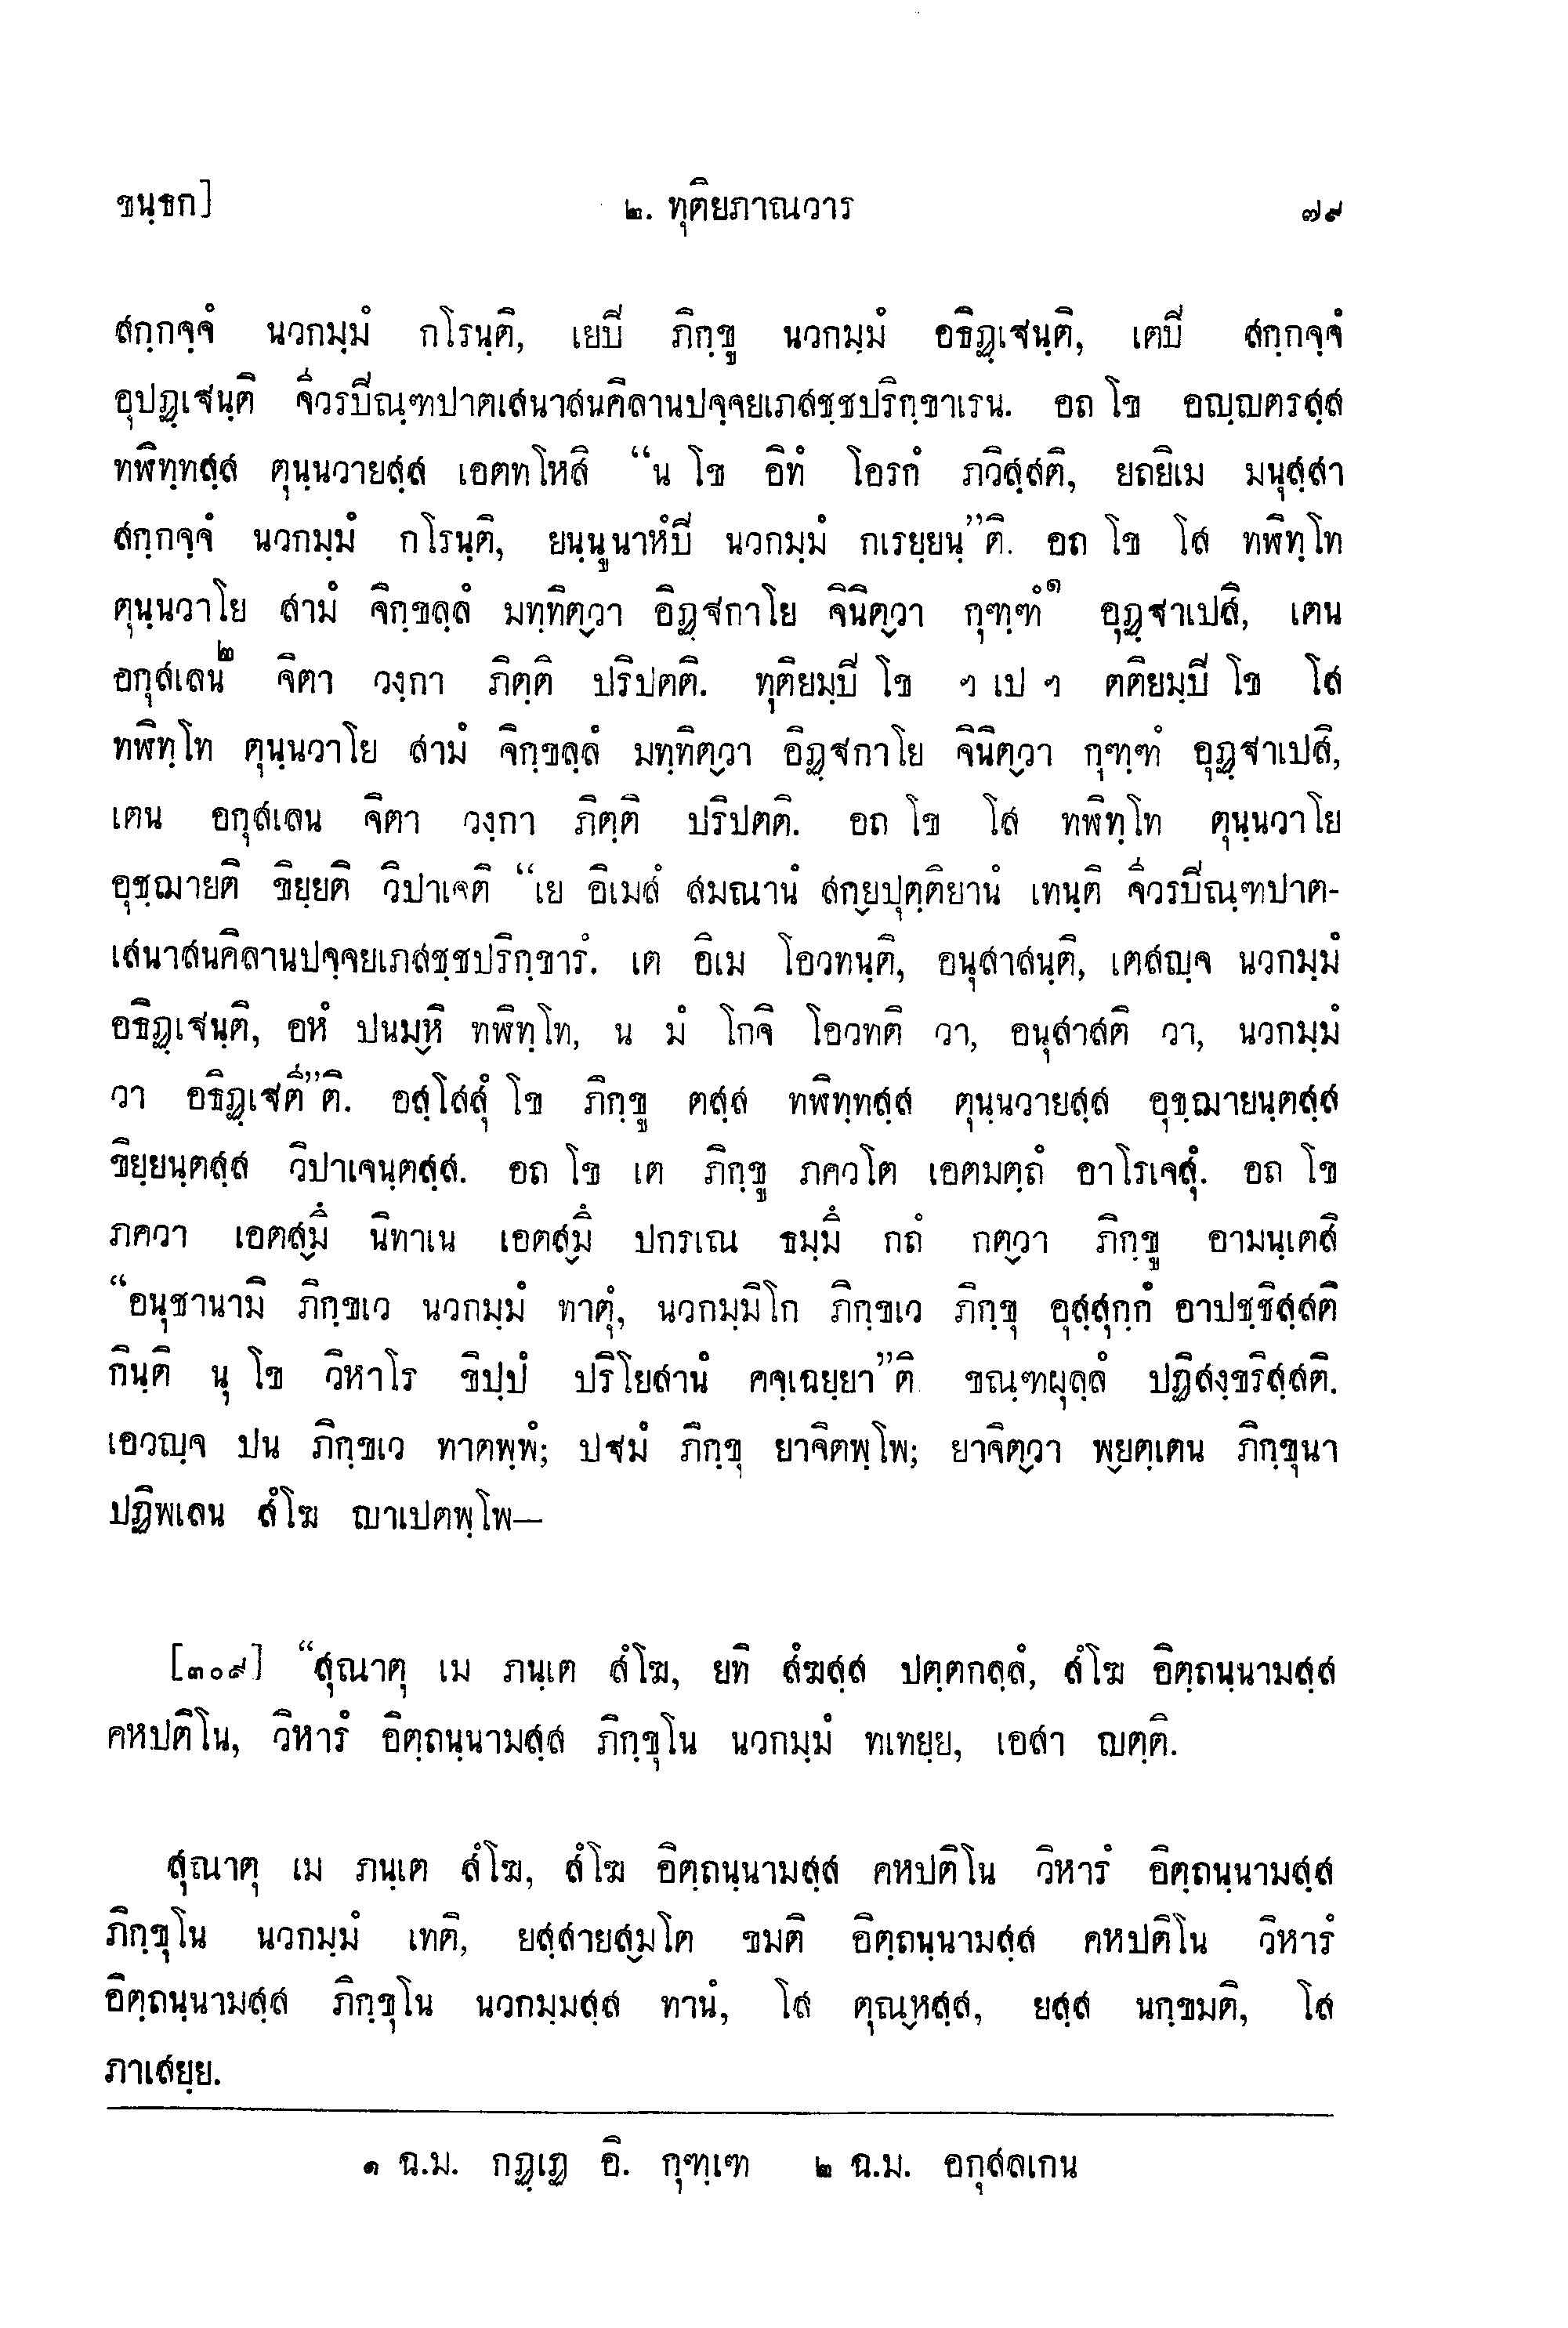 ขนฺธก]
๒. ทุติยภาณวาร
๗๙
สกฺกจฺจํ นวกมฺมํ กโรนฺติ, เยปิ ภิกฺขู นวกมฺมํ อธิฏฺเฐนฺติ, เตปิ สกฺกจฺจํ
อุปฏฺเฐนฺติ จีวรปิณฺฑปาตเสนาสนคิลานปจฺจยเภสชฺชปริกฺขาเรน. อถ โข อญฺญตรสฺส
ทฬิทฺทสฺส ตุนฺนวายสฺส เอตทโหสิ “น โข อิทํ โอรกํ ภวิสฺสติ, ยถยิเม มนุสฺสา
สกฺกจฺจํ นวกมฺมํ กโรนฺติ, ยนฺนูนาหํปิ นวกมฺมํ กเรยฺยนฺ”ติ. อถ โข โส ทฬิทฺโท
ตุนฺนวาโย สามํ จิกฺขลฺลํ มทฺทิตฺวา อิฏฺฐกาโย จินิตฺวา กุฑฺฑํ๑ อุฏฺฐาเปสิ, เตน
อกุสเลน๒ จิตา วงฺกา ภิตฺติ ปริปตติ. ทุติยมฺปิ โข ฯ เป ฯ ตติยมฺปิ โข โส
ทฬิทฺโท ตุนฺนวาโย สามํ จิกฺขลฺลํ มทฺทิตฺวา อิฏฺฐกาโย จินิตฺวา กุฑฺฑํ อุฏฺฐาเปสิ,
เตน อกุสเลน จิตา วงฺกา ภิตฺติ ปริปตติ. อถ โข โส ทฬิทฺโท ตุนฺนวาโย
อุชฺฌายติ ขิยฺยติ วิปาเจติ “เย อิเมสํ สมณานํ สกฺยปุตฺติยานํ เทนฺติ จีวรปิณฺฑปาต-
เสนาสนคิลานปจฺจยเภสชฺชปริกฺขารํ. เต อิเม โอวทนฺติ, อนุสาสนฺติ, เตสญฺจ นวกมฺมํ
อธิฏฺเฐนฺติ, อหํ ปนมฺหิ ทฬิทฺโท, น มํ โกจิ โอวทติ วา, อนุสาสติ วา, นวกมฺมํ
วา อธิฏฺเฐตี”ติ. อสฺโสสุํ โข ภิกฺขู ตสฺส ทฬิทฺทสฺส ตุนฺนวายสฺส อุชฺฌายนฺตสฺส
ขิยฺยนฺตสฺส วิปาเจนฺตสฺส. อถ โข เต ภิกฺขู ภควโต เอตมตฺถํ อาโรเจสุํ. อถ โข
ภควา เอตสฺมึ นิทาเน เอตสฺมึ ปกรเณ ธมฺมึ กถํ กตฺวา ภิกฺขู อามนฺเตสิ
“อนุชานามิ ภิกฺขเว นวกมฺมํ ทาตุํ, นวกมฺมิโก ภิกฺขเว ภิกฺขุ อุสฺสุกฺกํ อาปชฺชิสฺสติ
กินฺติ นุ โข วิหาโร ขิปฺปํ ปริโยสานํ คจฺเฉยฺยา”ติ ขณฺฑผุลฺลํ ปฏิสงฺขริสฺสติ.
เอวญฺจ ปน ภิกฺขเว ทาตพฺพํ; ปฐมํ ภิกฺขุ ยาจิตพฺโพ; ยาจิตฺวา พฺยตฺเตน ภิกฺขุนา
ปฏิพเลน สํโฆ ญาเปตพฺโพ—
[๓๐๙] “สุณาตุ เม ภนฺเต สํโฆ, ยทิ สํฆสฺส ปตฺตกลฺลํ, สํโฆ อิตฺถนฺนามสฺส
คหปติโน, วิหารํ อิตฺถนฺนามสฺส ภิกฺขุโน นวกมฺมํ ทเทยฺย, เอสา ญตฺติ.
สุณาตุ เม ภนฺเต สํโฆ, สํโฆ อิตฺถนฺนามสฺส คหปติโน วิหารํ อิตฺถนฺนามสฺส
ภิกฺขุโน นวกมฺมํ เทติ, ยสฺสายสฺมโต ขมติ อิตฺถนฺนามสฺส คหปติโน วิหารํ
อิตฺถนฺนามสฺส ภิกฺขุโน นวกมฺมสฺส ทานํ, โส ตุณฺหสฺส, ยสฺส นกฺขมติ, โส
ภาเสยฺย.
๑ ฉ.ม. กฏฺเฏ อิ. กุฑฺเฑ ๒ ฉ.ม. อกุสลเกน